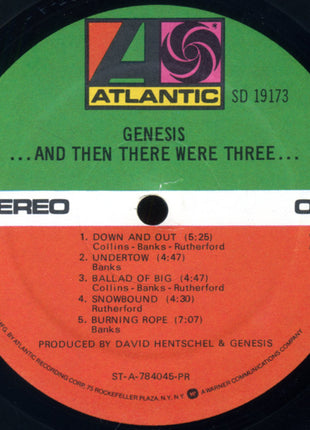 ATLANTIC SD 19173
GENESIS
...AND THEN THERE WERE THREE...
EREO O
1. DOWN AND OUT (5:25)
Collins - Banks - Rutherford
2. UNDERTOW (4:47)
Banks
3. BALLAD OF BIG (4:47)
Collins - Banks - Rutherford
4. SNOWBOUND (4:30)
Rutherford
5. BURNING ROPE (7:07)
Banks
PRODUCED BY DAVID HENTSCHEL & GENESIS
ST-A-784045-PR
MFG. BY ATLANTIC RECORDING CORP., 75 ROCKEFELLER PLAZA, N.Y., N.Y. A WARNER COMMUNICATIONS